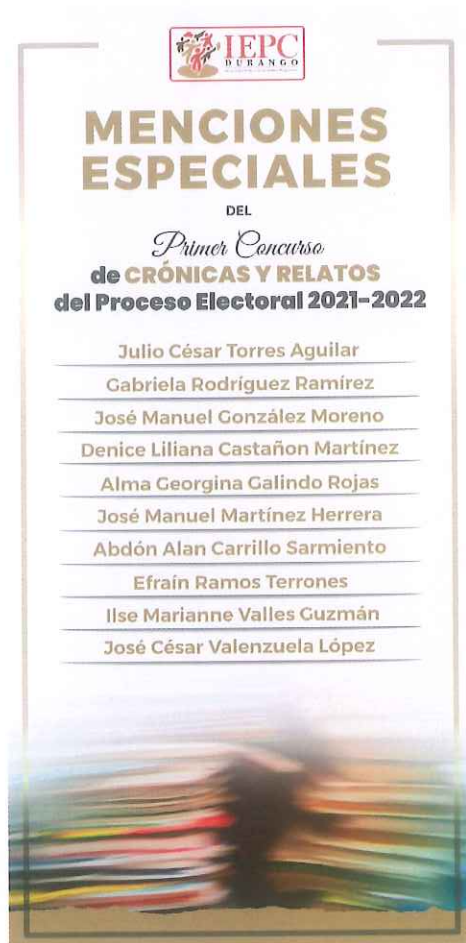 IEPC
DURANGO
MENCIONES
ESPECIALES
DEL
Primer Concurso
de CRÓNICAS Y RELATOS
del Proceso Electoral 2021-2022
Julio César Torres Aguilar
Gabriela Rodríguez Ramírez
José Manuel González Moreno
Denice Liliana Castañon Martínez
Alma Georgina Galindo Rojas
José Manuel Martínez Herrera
Abdón Alan Carrillo Sarmiento
Efraín Ramos Terrones
Ilse Marianne Valles Guzmán
José César Valenzuela López